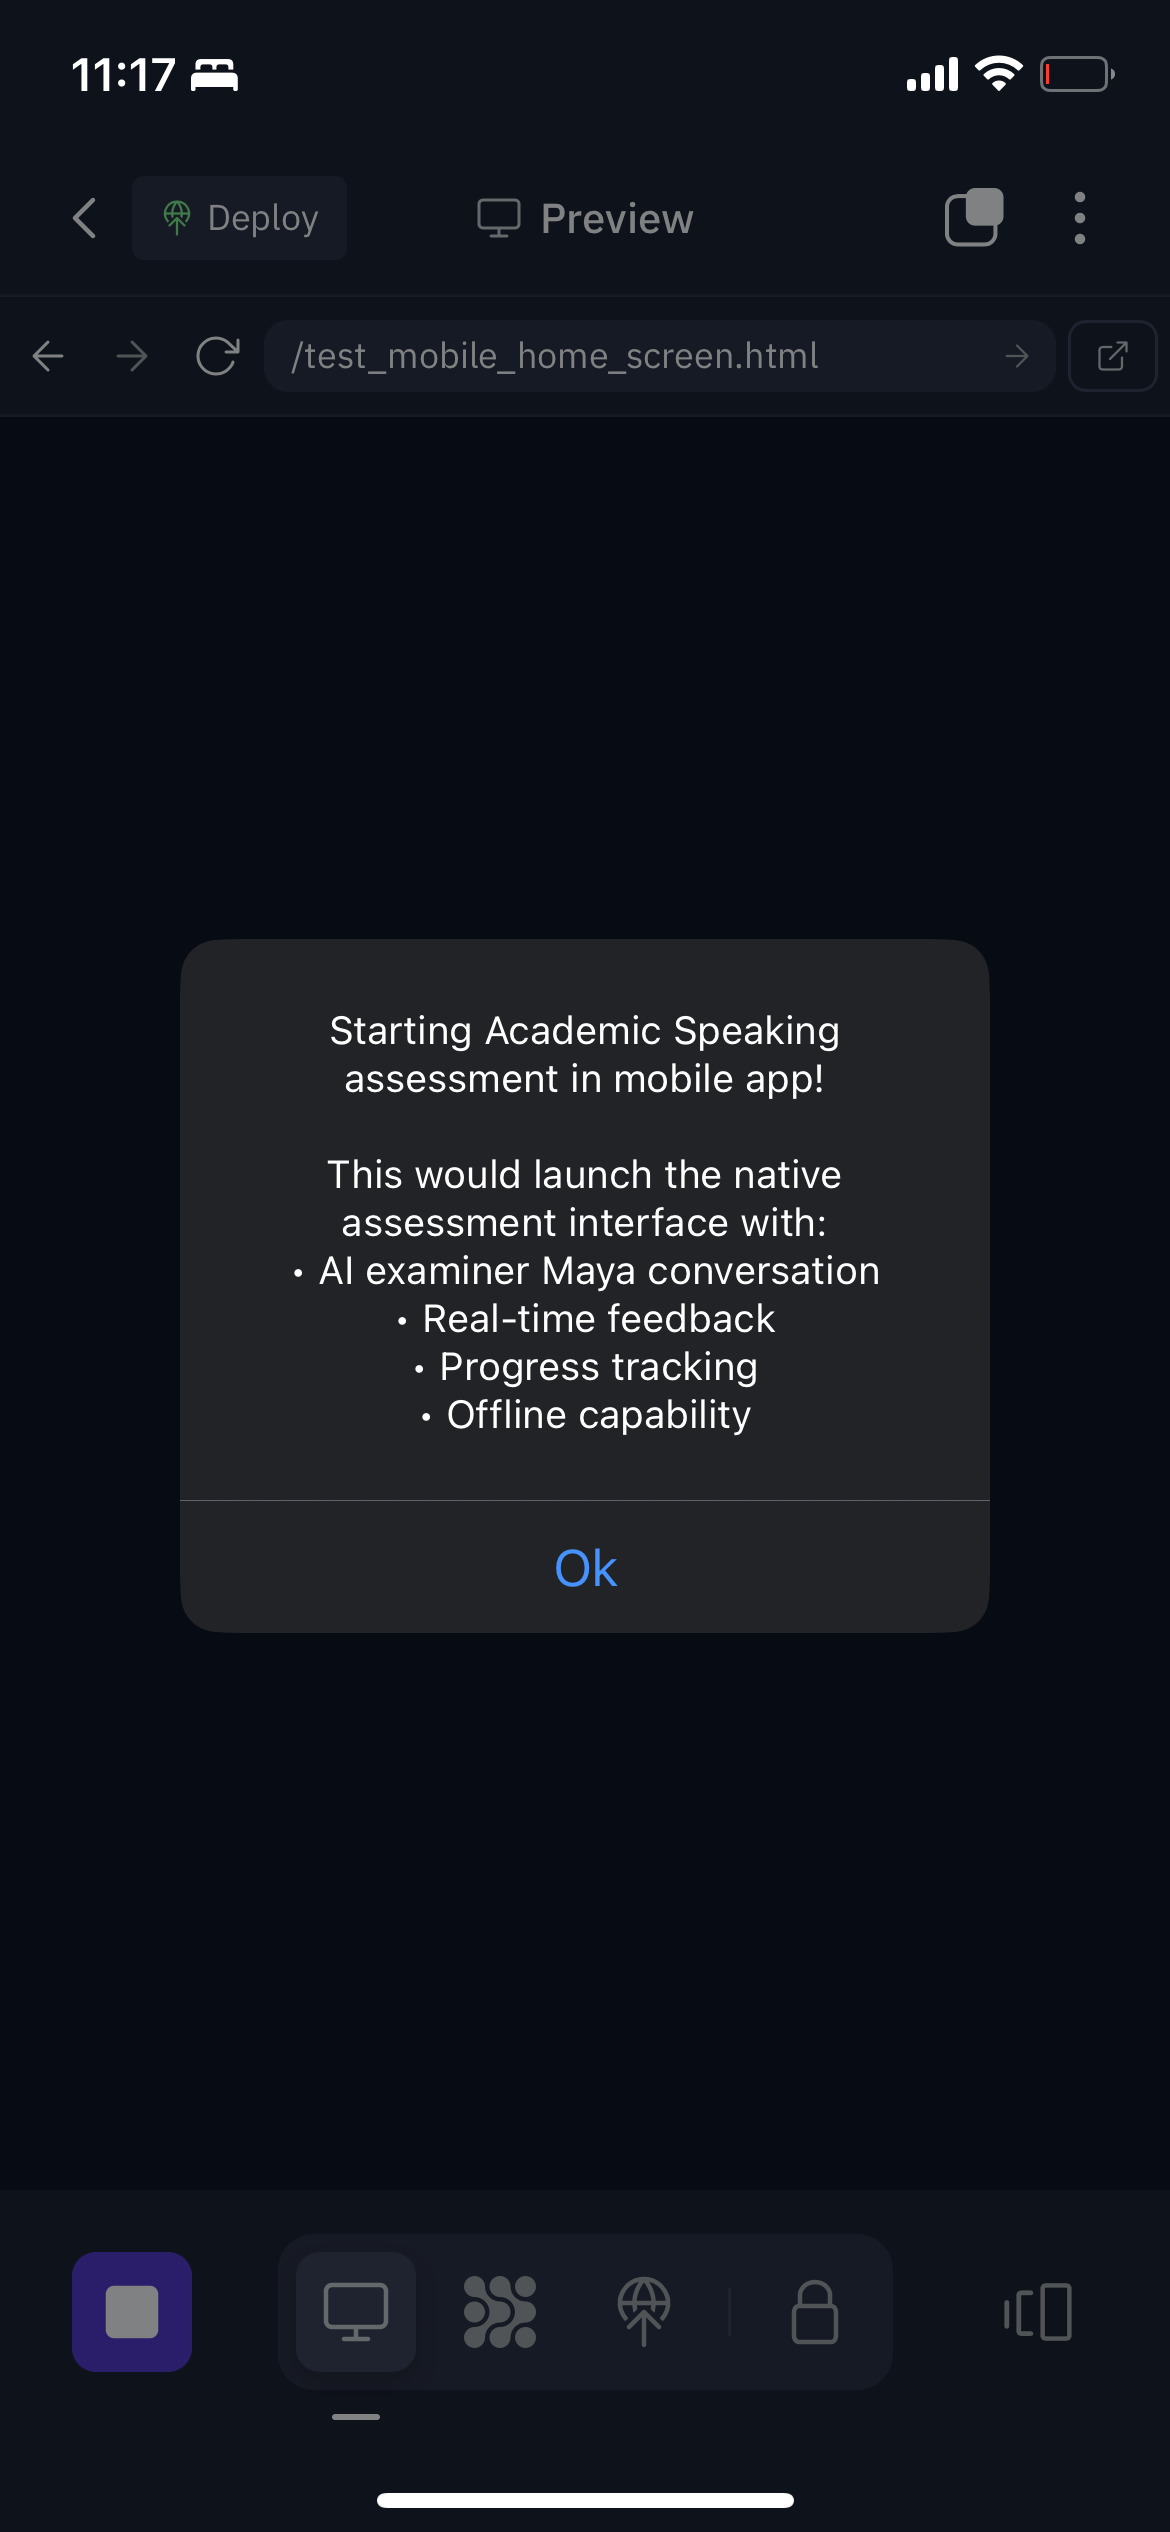 11:17
Deploy
Preview
/test_mobile_home_screen.html
Starting Academic Speaking
assessment in mobile app!
This would launch the native
assessment interface with:
• AI examiner Maya conversation
• Real-time feedback
• Progress tracking
• Offline capability
Ok